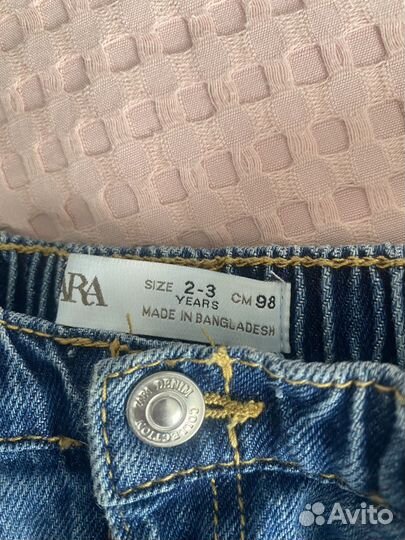 ARA
SIZE 2-3 CM 98
YEARS
MADE IN BANGLADESH
ZARA DENIM COLLECTION
Avito